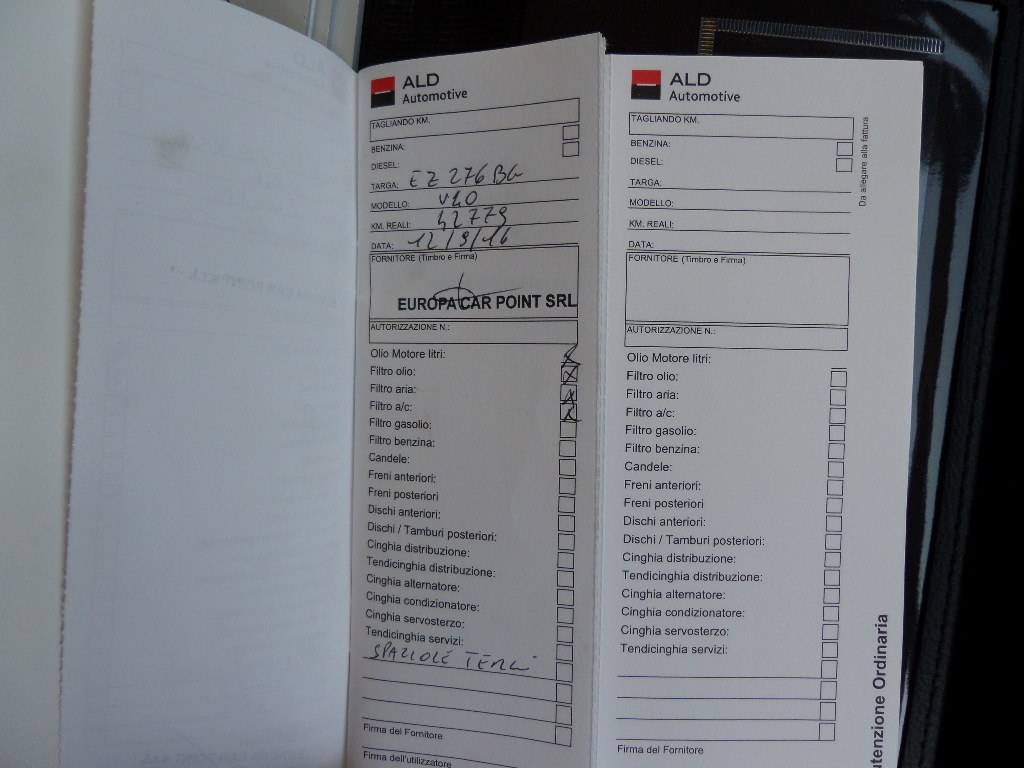 ALD
Automotive
TAGLIANDO KM.
BENZINA:
DIESEL:
TARGA: EZ 276 BG
MODELLO: V40
KM. REALI: 42779
DATA: 12/9/16
FORNITORE (Timbro e Firma)
EUROPA CAR POINT SRL
AUTORIZZAZIONE N.:
Olio Motore litri:
Filtro olio:
Filtro aria:
Filtro a/c:
Filtro gasolio:
Filtro benzina:
Candele:
Freni anteriori:
Freni posteriori
Dischi anteriori:
Dischi / Tamburi posteriori:
Cinghia distribuzione:
Tendicinghia distribuzione:
Cinghia alternatore:
Cinghia condizionatore:
Cinghia servosterzo:
Tendicinghia servizi:
SPAZZOLE TERGI
Firma del Fornitore
Firma dell'utilizzatore
ALD
Automotive
TAGLIANDO KM.
BENZINA:
DIESEL:
TARGA:
MODELLO:
KM. REALI:
DATA:
FORNITORE (Timbro e Firma)
AUTORIZZAZIONE N.:
Olio Motore litri:
Filtro olio:
Filtro aria:
Filtro a/c:
Filtro gasolio:
Filtro benzina:
Candele:
Freni anteriori:
Freni posteriori
Dischi anteriori:
Dischi / Tamburi posteriori:
Cinghia distribuzione:
Tendicinghia distribuzione:
Cinghia alternatore:
Cinghia condizionatore:
Cinghia servosterzo:
Tendicinghia servizi:
Firma del Fornitore
Da allegare alla fattura
utenzione Ordinaria